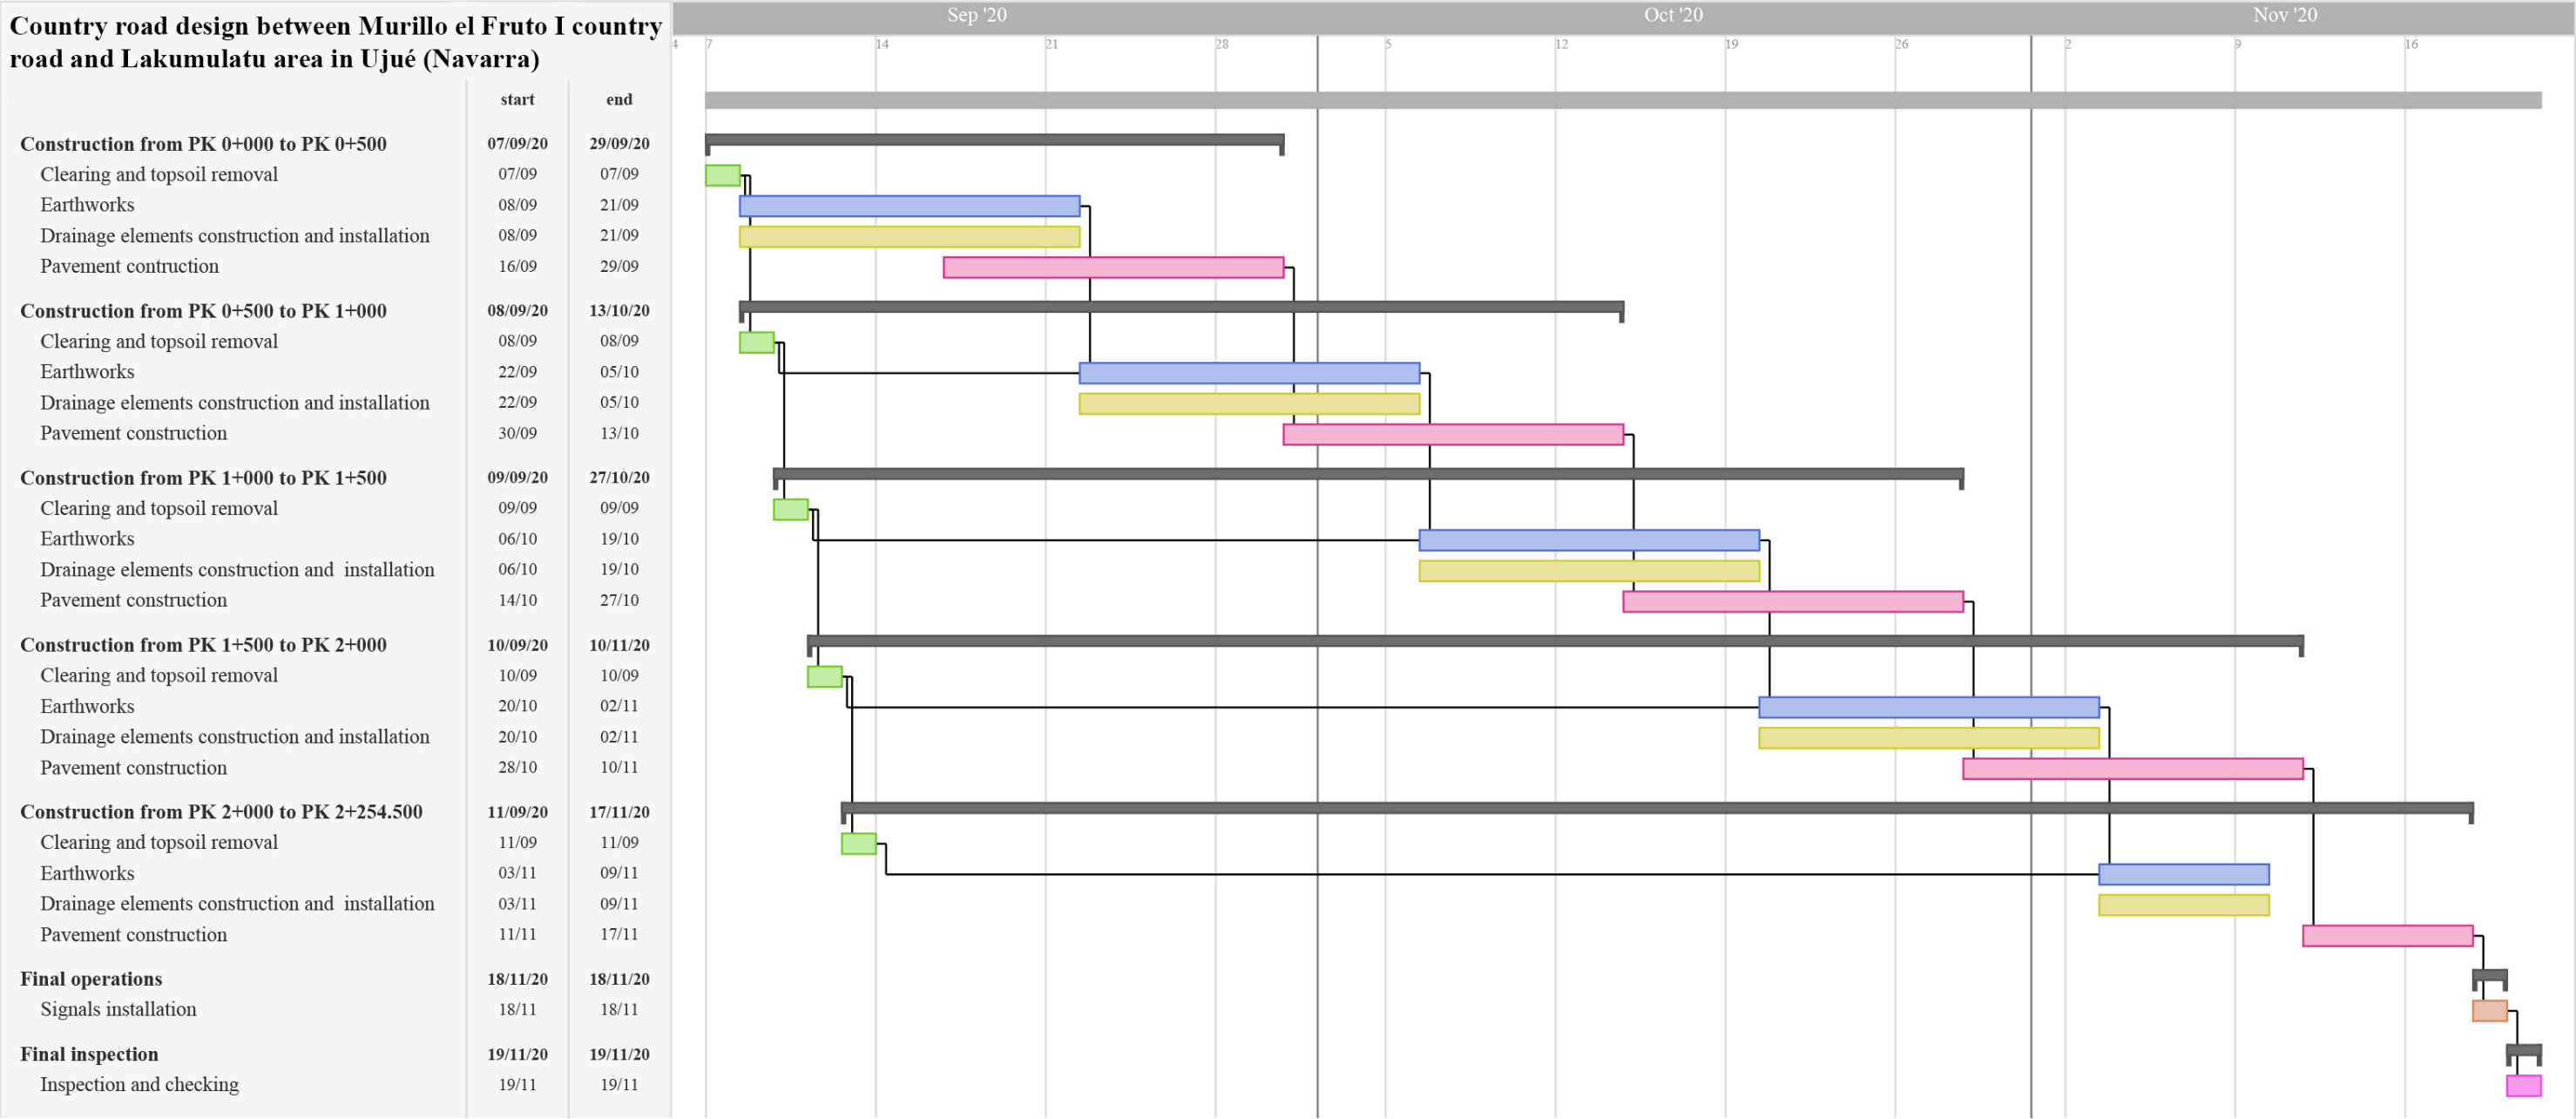 Country road design between Murillo el Fruto I country
road and Lakumulatu area in Ujué (Navarra)
Sep '20 Oct '20 Nov '20
4 7 14 21 28 5 12 19 26 2 9 16
start end
Construction from PK 0+000 to PK 0+500 07/09/20 29/09/20
Clearing and topsoil removal 07/09 07/09
Earthworks 08/09 21/09
Drainage elements construction and installation 08/09 21/09
Pavement contruction 16/09 29/09
Construction from PK 0+500 to PK 1+000 08/09/20 13/10/20
Clearing and topsoil removal 08/09 08/09
Earthworks 22/09 05/10
Drainage elements construction and installation 22/09 05/10
Pavement construction 30/09 13/10
Construction from PK 1+000 to PK 1+500 09/09/20 27/10/20
Clearing and topsoil removal 09/09 09/09
Earthworks 06/10 19/10
Drainage elements construction and installation 06/10 19/10
Pavement construction 14/10 27/10
Construction from PK 1+500 to PK 2+000 10/09/20 10/11/20
Clearing and topsoil removal 10/09 10/09
Earthworks 20/10 02/11
Drainage elements construction and installation 20/10 02/11
Pavement construction 28/10 10/11
Construction from PK 2+000 to PK 2+254.500 11/09/20 17/11/20
Clearing and topsoil removal 11/09 11/09
Earthworks 03/11 09/11
Drainage elements construction and installation 03/11 09/11
Pavement construction 11/11 17/11
Final operations 18/11/20 18/11/20
Signals installation 18/11 18/11
Final inspection 19/11/20 19/11/20
Inspection and checking 19/11 19/11